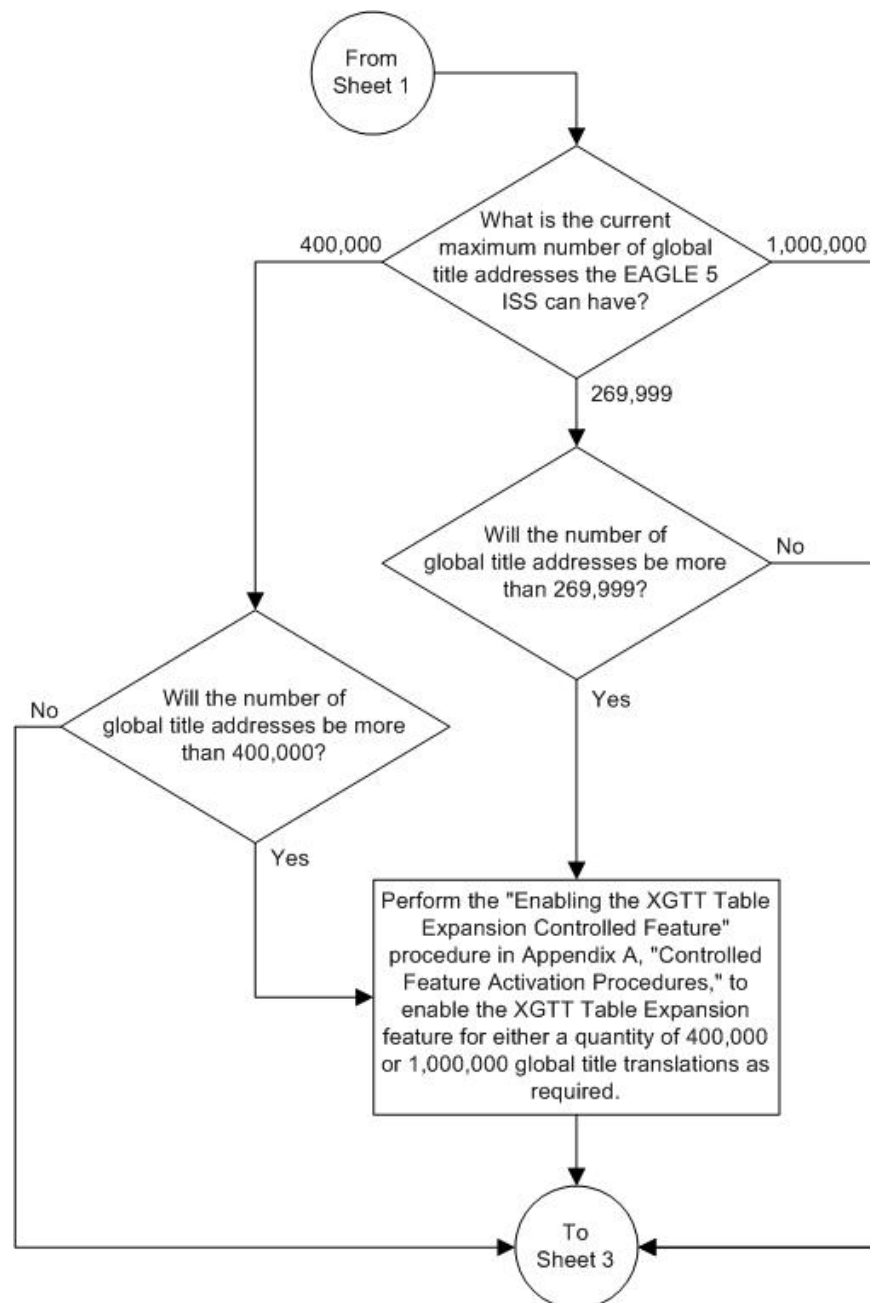 From
Sheet 1
What is the current
maximum number of global
title addresses the EAGLE 5
ISS can have?
400,000
1,000,000
269,999
Will the number of
global title addresses be more
than 269,999?
No
Yes
Will the number of
global title addresses be more
than 400,000?
No
Yes
Perform the "Enabling the XGTT Table
Expansion Controlled Feature"
procedure in Appendix A, "Controlled
Feature Activation Procedures," to
enable the XGTT Table Expansion
feature for either a quantity of 400,000
or 1,000,000 global title translations as
required.
To
Sheet 3